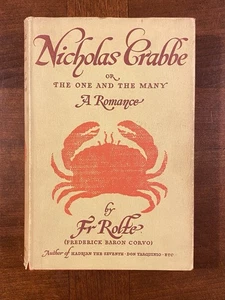 Nicholas Crabbe
OR
THE ONE AND THE MANY
A Romance
by
Fr Rolfe
(FREDERICK BARON CORVO)
Author of HADRIAN THE SEVENTH · DON TARQUINIO · ETC